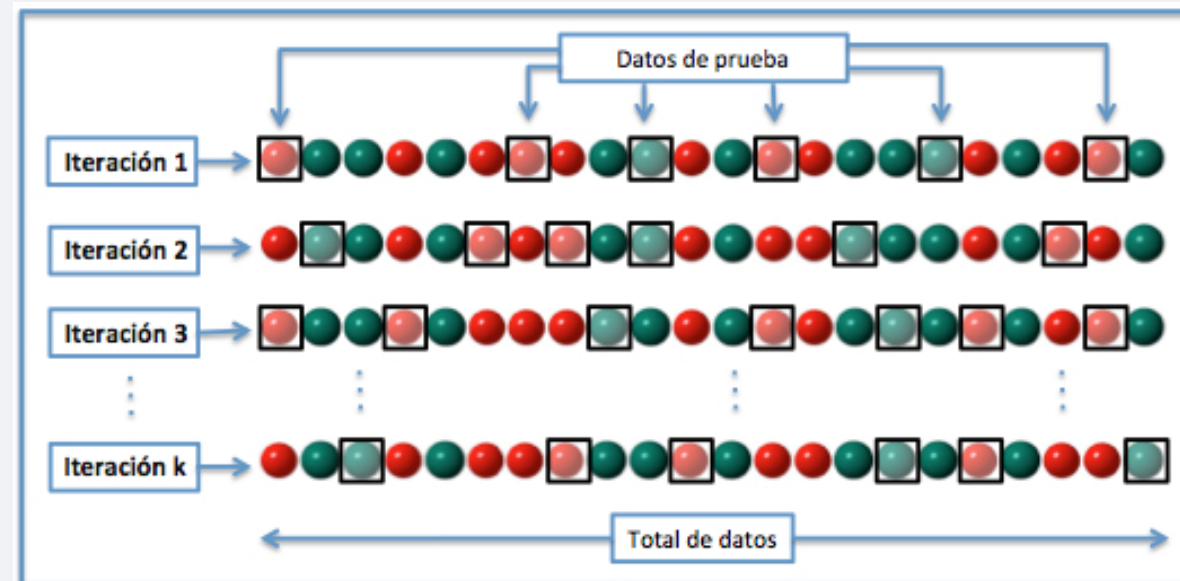 Datos de prueba
Iteración 1
Iteración 2
Iteración 3
Iteración k
Total de datos